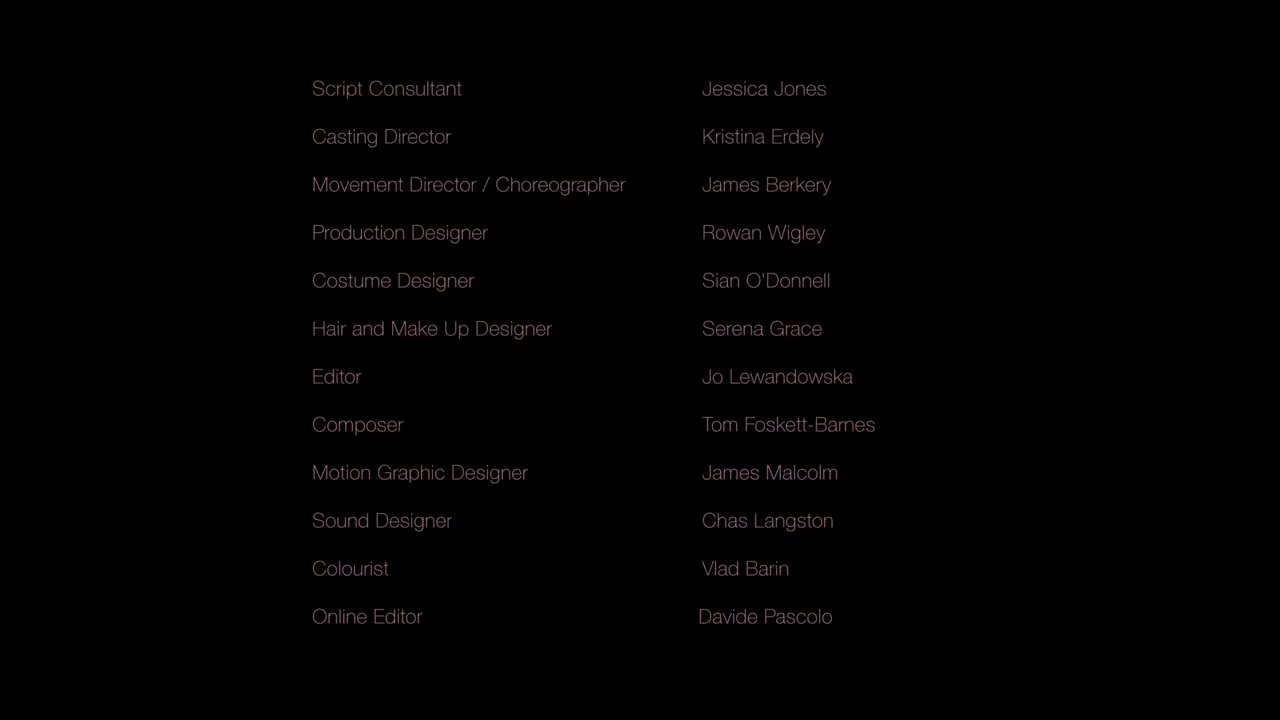 Script Consultant Jessica Jones
Casting Director Kristina Erdely
Movement Director / Choreographer James Berkery
Production Designer Rowan Wigley
Costume Designer Sian O'Donnell
Hair and Make Up Designer Serena Grace
Editor Jo Lewandowska
Composer Tom Foskett-Barnes
Motion Graphic Designer James Malcolm
Sound Designer Chas Langston
Colourist Vlad Barin
Online Editor Davide Pascolo